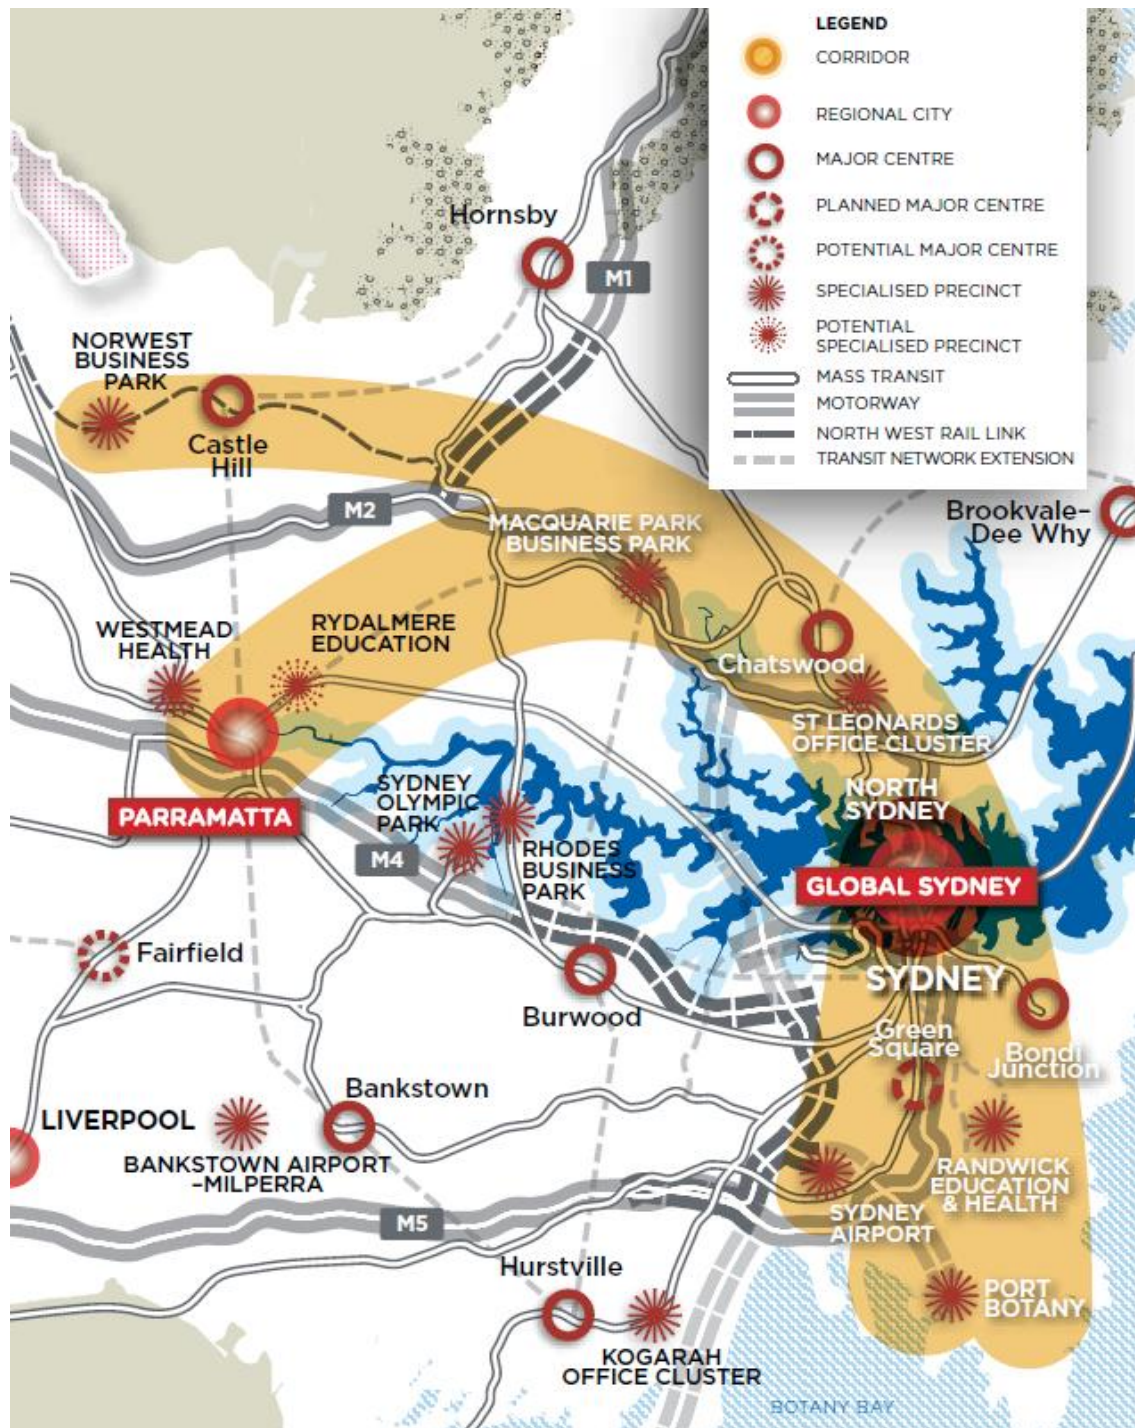 LEGEND
CORRIDOR
REGIONAL CITY
MAJOR CENTRE
PLANNED MAJOR CENTRE
POTENTIAL MAJOR CENTRE
SPECIALISED PRECINCT
POTENTIAL
SPECIALISED PRECINCT
MASS TRANSIT
MOTORWAY
NORTH WEST RAIL LINK
TRANSIT NETWORK EXTENSION
Hornsby
M1
NORWEST
BUSINESS
PARK
Castle
Hill
M2
MACQUARIE PARK
BUSINESS PARK
Brookvale–
Dee Why
WESTMEAD
HEALTH
RYDALMERE
EDUCATION
Chatswood
ST LEONARDS
OFFICE CLUSTER
NORTH
SYDNEY
PARRAMATTA
SYDNEY
OLYMPIC
PARK
M4
RHODES
BUSINESS
PARK
GLOBAL SYDNEY
SYDNEY
Fairfield
Burwood
Green
Square
Bondi
Junction
Bankstown
LIVERPOOL
BANKSTOWN AIRPORT
–MILPERRA
RANDWICK
EDUCATION
& HEALTH
SYDNEY
AIRPORT
M5
Hurstville
PORT
BOTANY
KOGARAH
OFFICE CLUSTER
BOTANY BAY